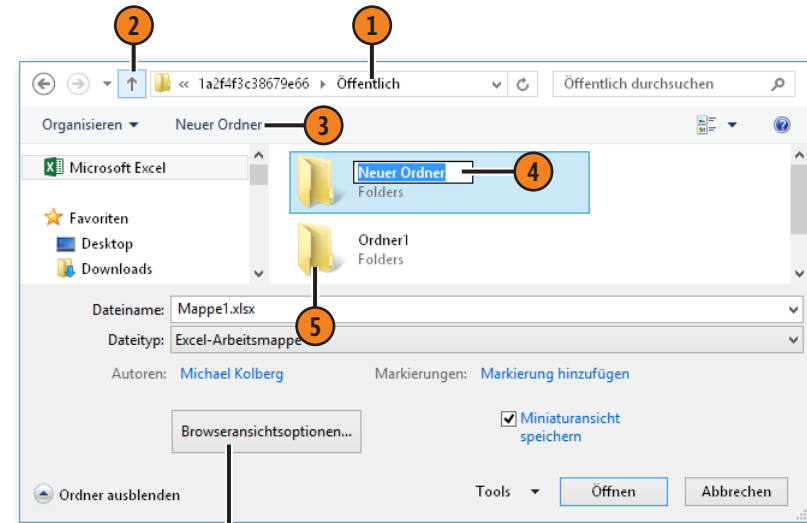 2 1
« 1a2f4f3c38679e66 ▸ Öffentlich Öffentlich durchsuchen
Organisieren Neuer Ordner 3
Microsoft Excel
Neuer Ordner 4
Folders
Favoriten
Desktop
Ordner1
Folders
Downloads
Dateiname: Mappe1.xlsx
5
Dateityp: Excel-Arbeitsmappe
Autoren: Michael Kolberg Markierungen: Markierung hinzufügen
Browseransichtsoptionen...
Miniaturansicht
speichern
Ordner ausblenden Tools Öffnen Abbrechen